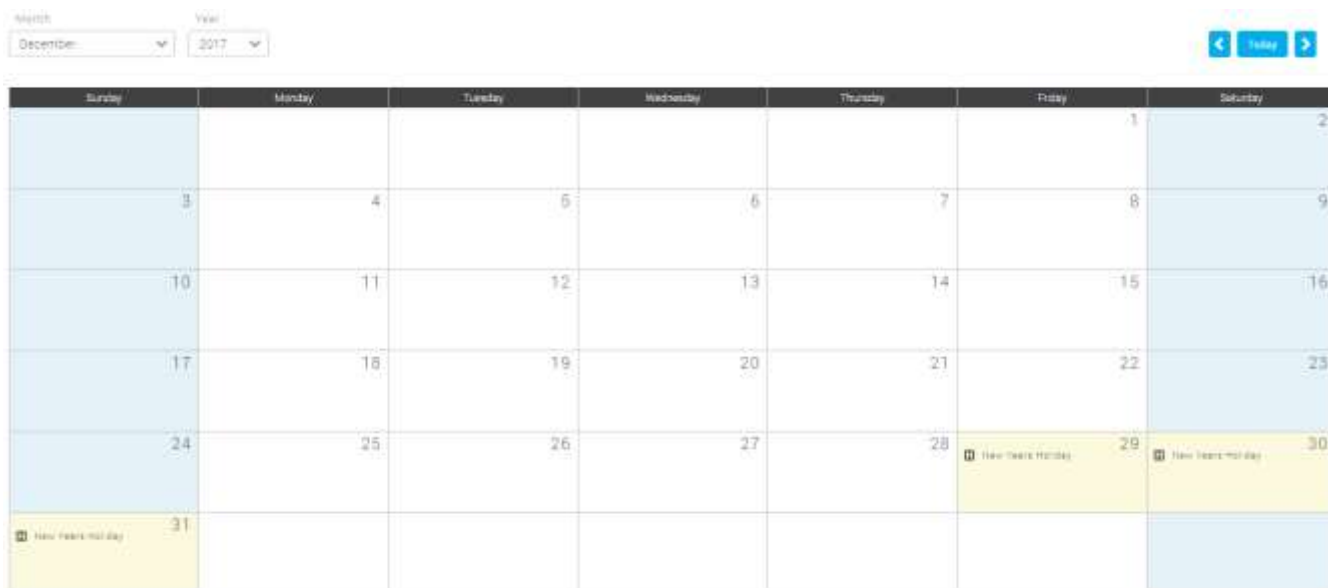 Month Year
December 2017
Today
Sunday Monday Tuesday Wednesday Thursday Friday Saturday
1 2
3 4 5 6 7 8 9
10 11 12 13 14 15 16
17 18 19 20 21 22 23
24 25 26 27 28 29 30
New Years Holiday New Years Holiday
31
New Years Holiday